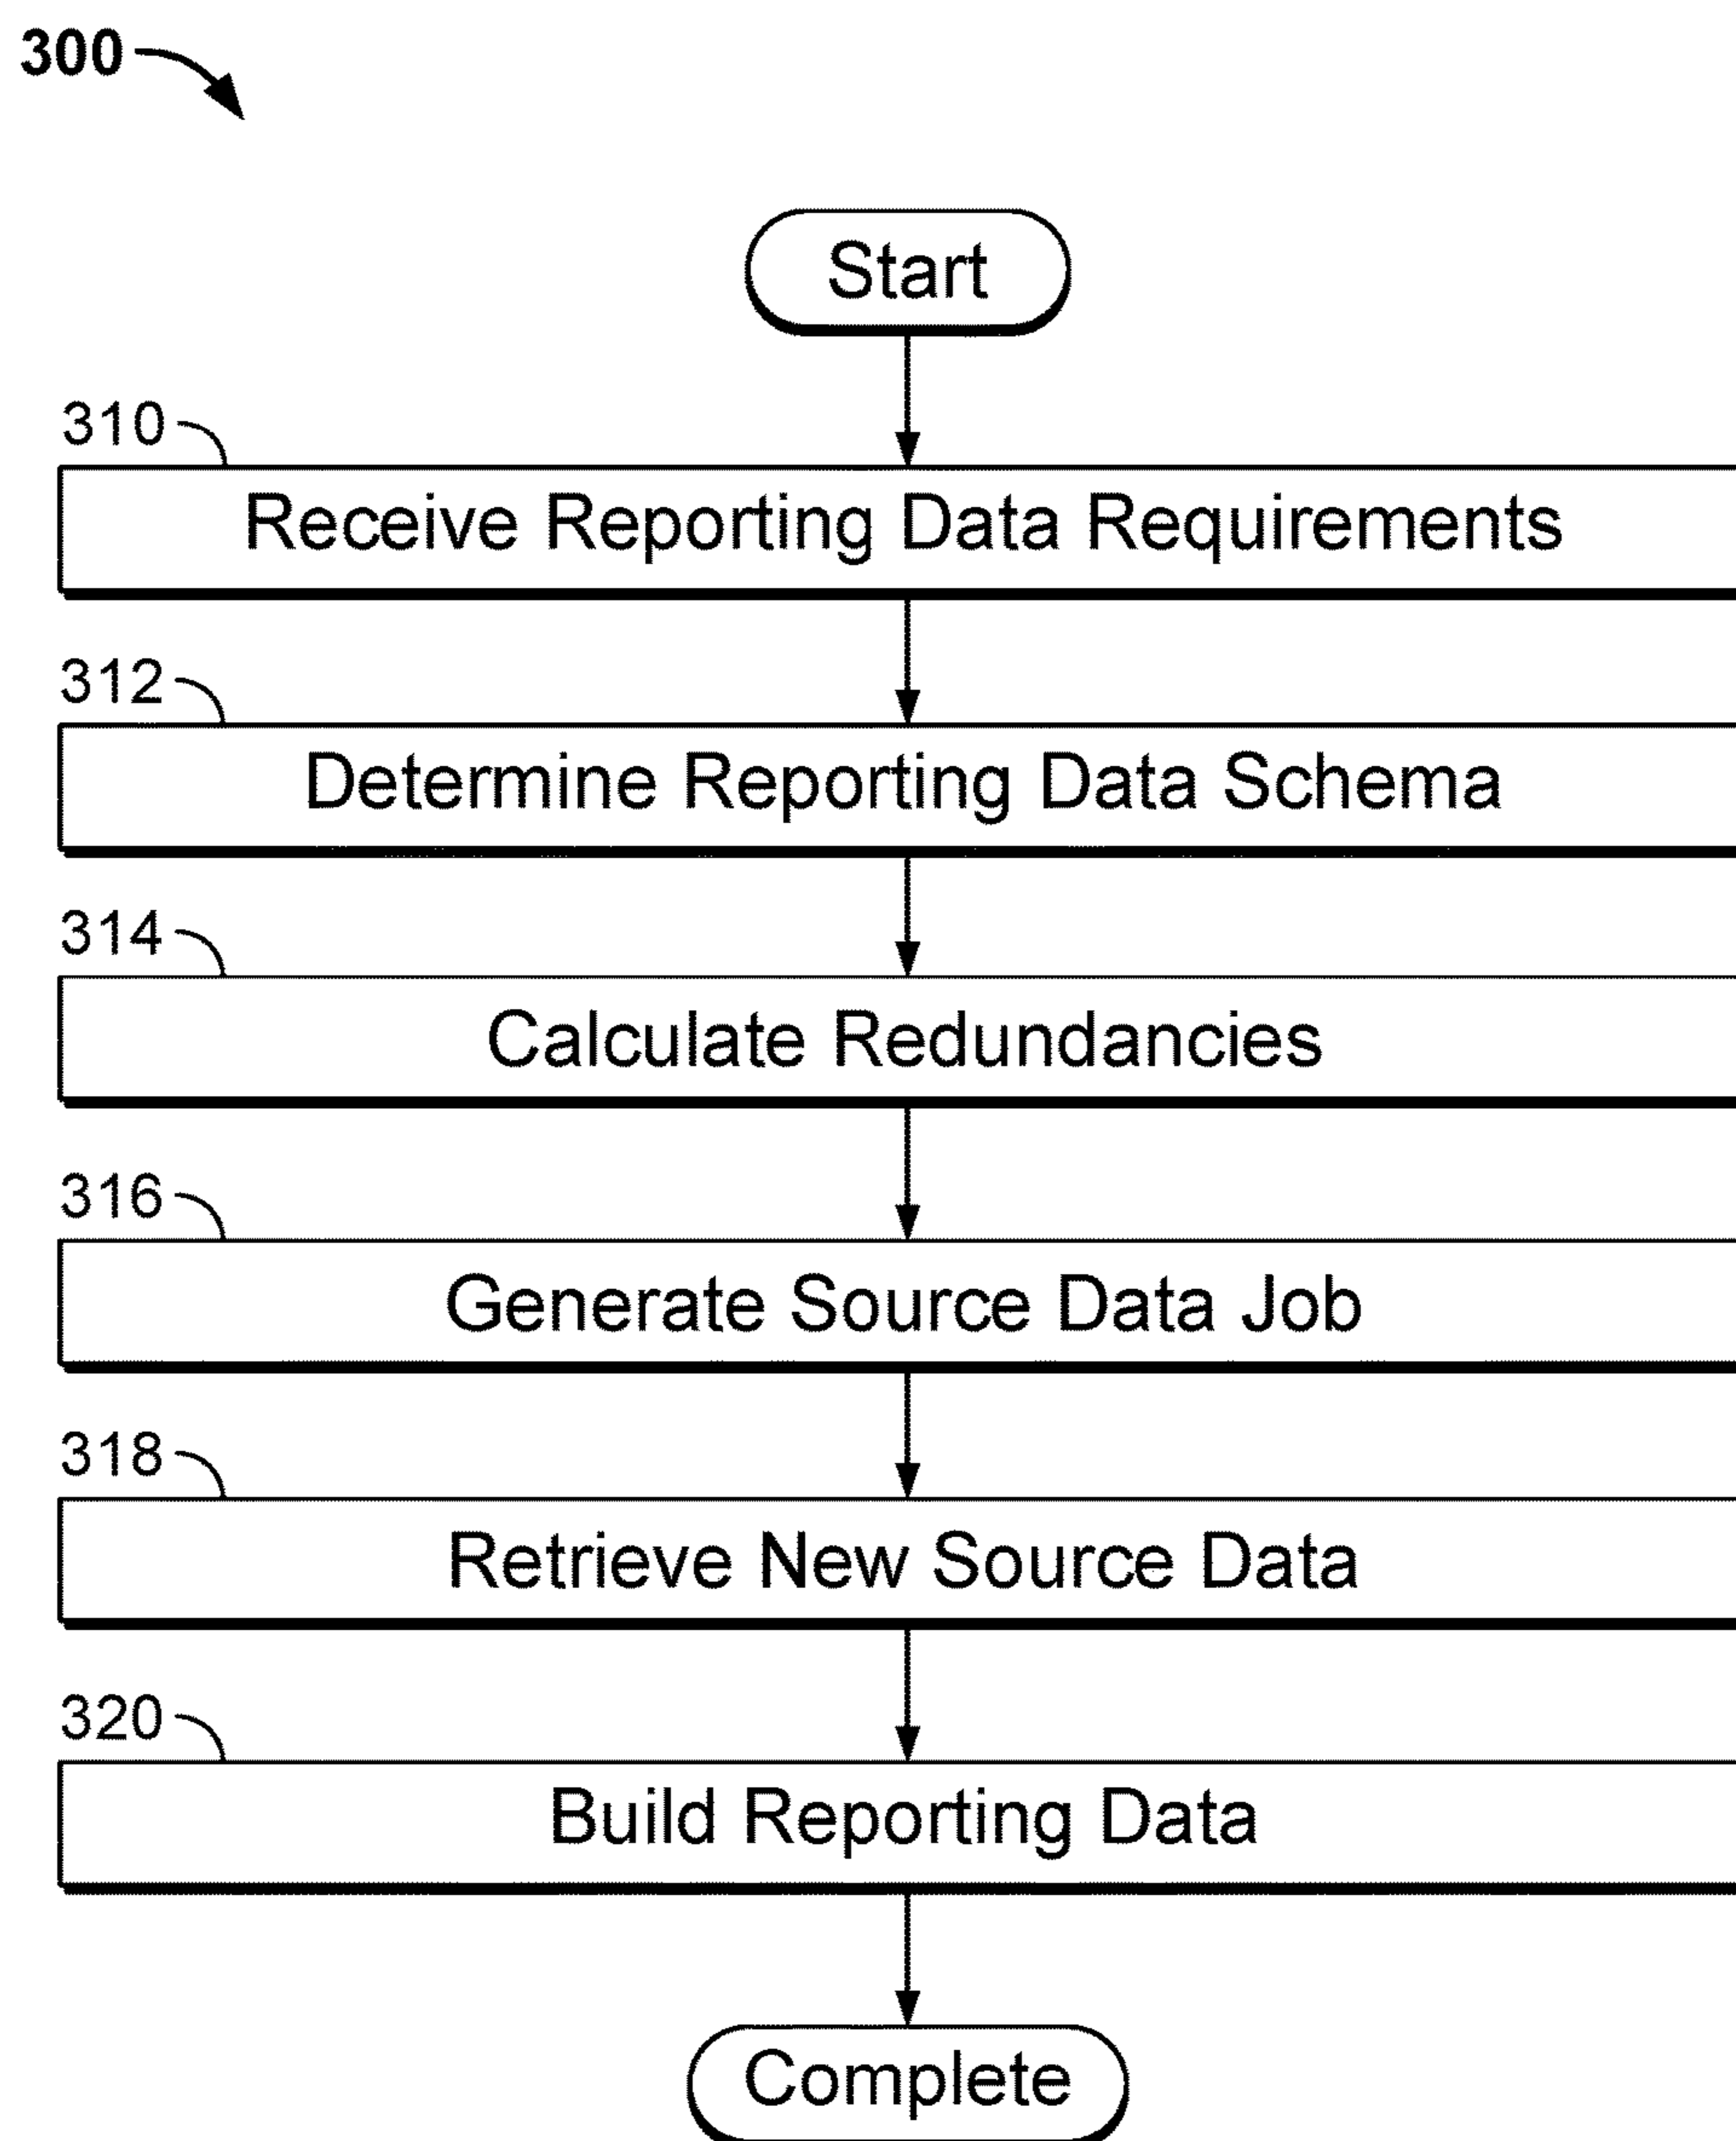 300
Start
310
Receive Reporting Data Requirements
312
Determine Reporting Data Schema
314
Calculate Redundancies
316
Generate Source Data Job
318
Retrieve New Source Data
320
Build Reporting Data
Complete